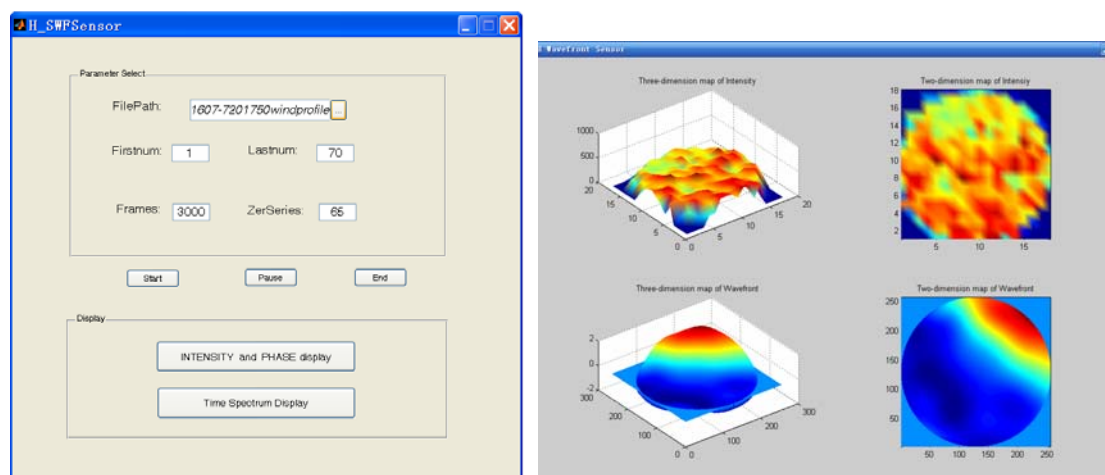 H_SWFSensor
Parameter Select
FilePath:
1607-7201750windprofile
...
Firstnum:
1
Lastnum:
70
Frames:
3000
ZerSeries:
65
Start
Pause
End
Display
INTENSITY and PHASE display
Time Spectrum Display
Wavefront Sensor
Three-dimension map of Intensity
1000
500
0
20
15
10
5
0
0
5
10
15
20
Two-dimension map of Intensiy
18
16
14
12
10
8
6
4
2
5
10
15
Three-dimension map of Wavefront
2
0
-2
300
200
100
0
0
100
200
300
Two-dimension map of Wavefront
250
200
150
100
50
50
100
150
200
250